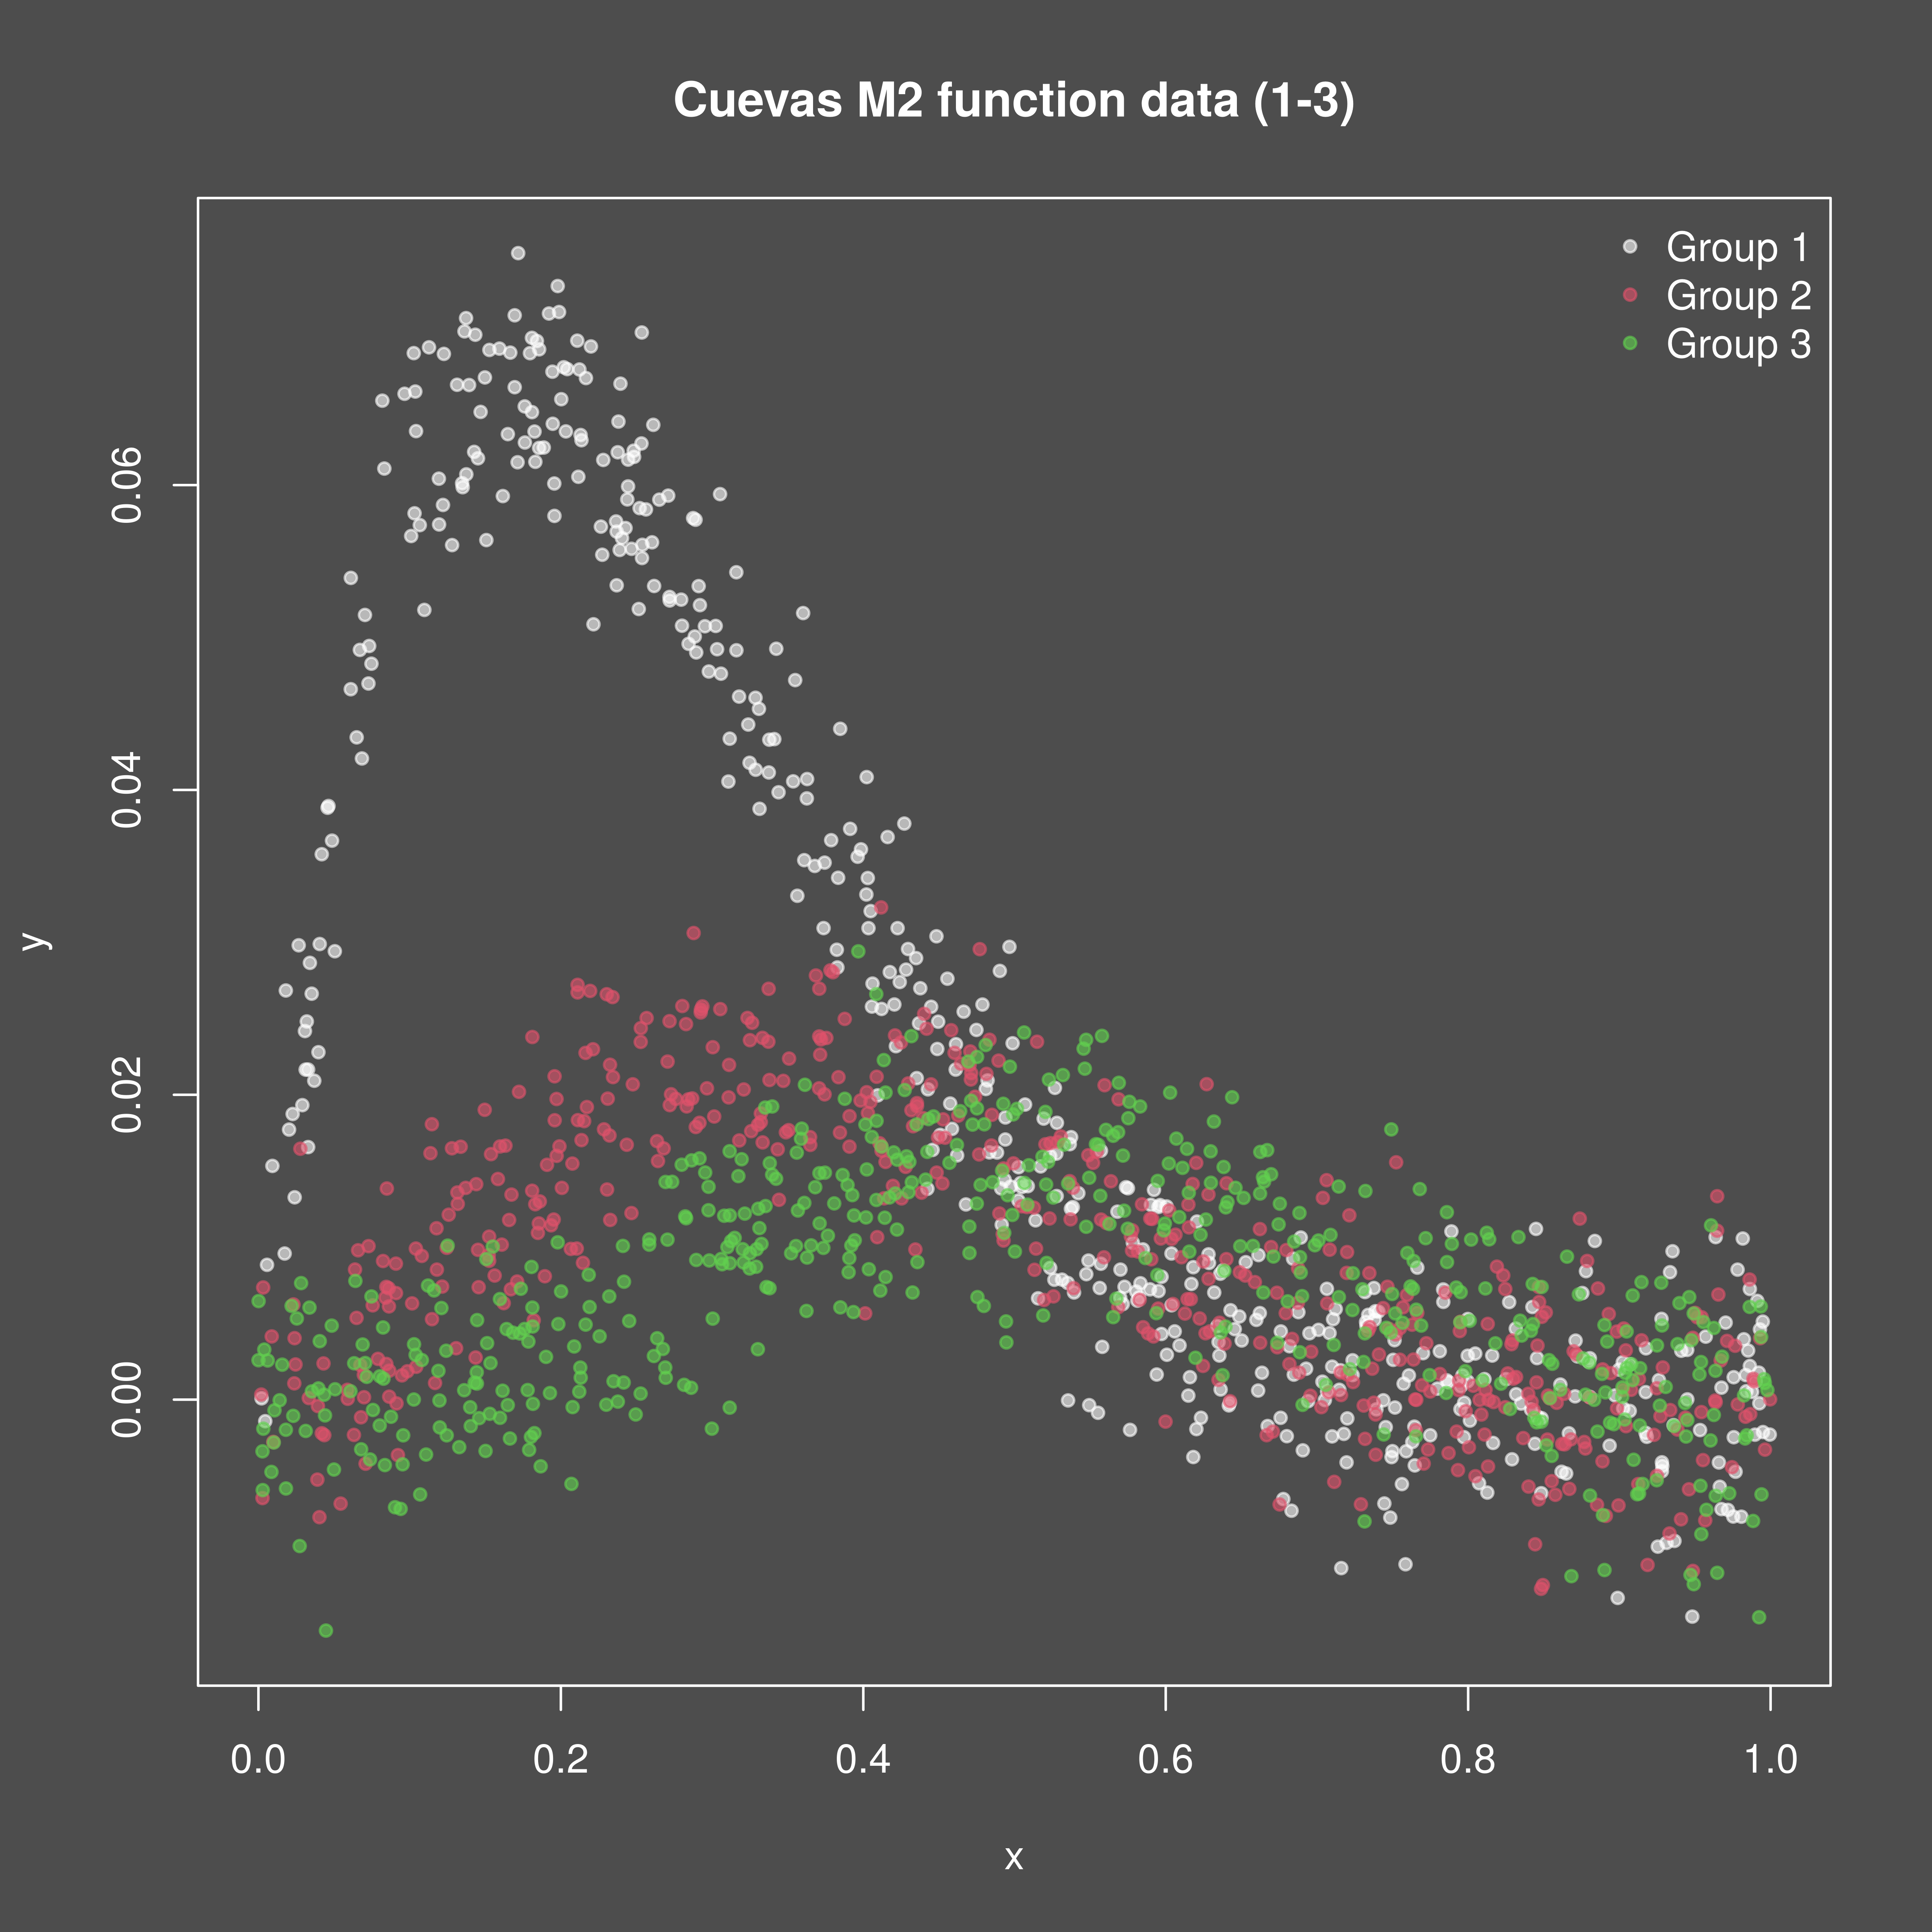 Cuevas M2 function data (1-3)
Group 1
Group 2
Group 3
y
0.06
0.04
0.02
0.00
0.0 0.2 0.4 0.6 0.8 1.0
x